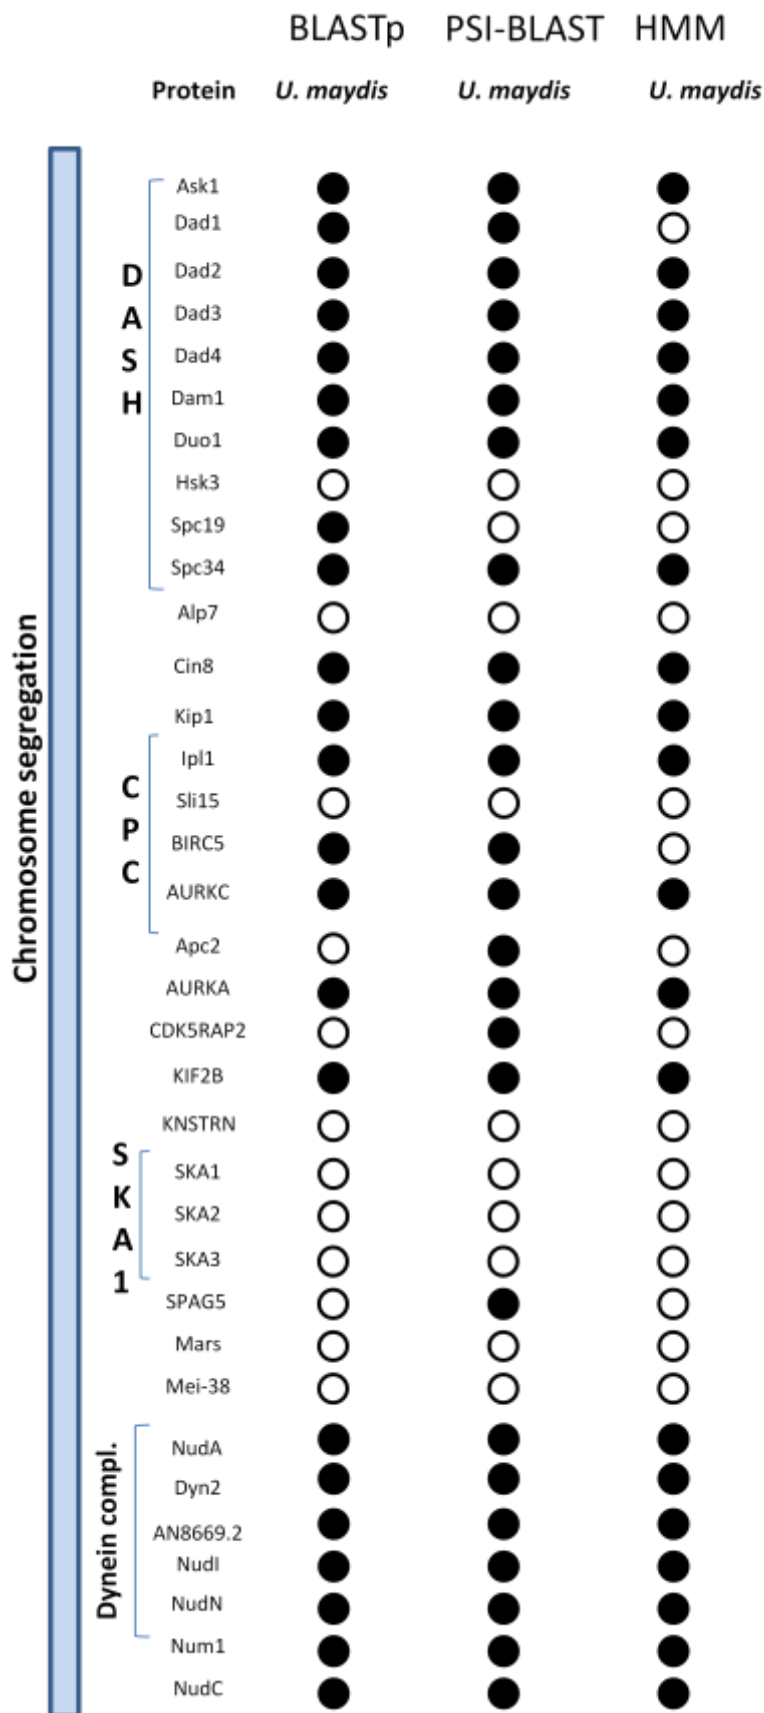 BLASTp PSI-BLAST HMM
Protein U. maydis U. maydis U. maydis
Chromosome segregation
DASH
Ask1
Dad1
Dad2
Dad3
Dad4
Dam1
Duo1
Hsk3
Spc19
Spc34
Alp7
Cin8
Kip1
CPC
Ipl1
Sli15
BIRC5
AURKC
Apc2
AURKA
CDK5RAP2
KIF2B
KNSTRN
SKA1
SKA1
SKA2
SKA3
SPAG5
Mars
Mei-38
Dynein compl.
NudA
Dyn2
AN8669.2
NudI
NudN
Num1
NudC